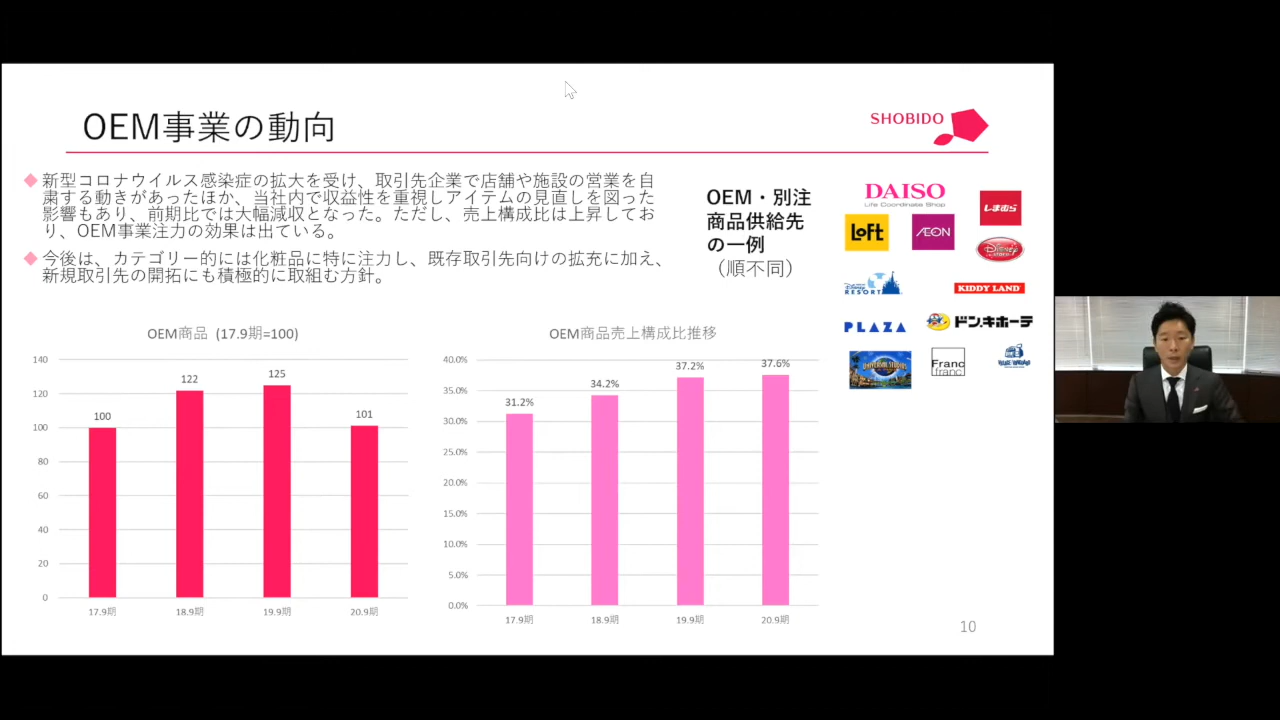 OEM事業の動向
SHOBIDO
新型コロナウイルス感染症の拡大を受け、取引先企業で店舗や施設の営業を自
粛する動きがあったほか、当社内で収益性を重視しアイテムの見直しを図った
影響もあり、前期比では大幅減収となった。ただし、売上構成比は上昇してお
り、OEM事業注力の効果は出ている。
今後は、カテゴリー的には化粧品に特に注力し、既存取引先向けの拡充に加え、
新規取引先の開拓にも積極的に取組む方針。
OEM・別注
商品供給先
の一例
（順不同）
DAISO
Life Coordinate Shop
しまむら
LoFt
ÆON
Disney
RESORT
KIDDY LAND
PLAZA
ドン.キホーテ
UNIVERSAL STUDIOS
Franc
franc
OEM商品 (17.9期=100)
140
120
100
80
60
40
20
0
100
122
125
101
17.9期
18.9期
19.9期
20.9期
OEM商品売上構成比推移
40.0%
35.0%
30.0%
25.0%
20.0%
15.0%
10.0%
5.0%
0.0%
31.2%
34.2%
37.2%
37.6%
17.9期
18.9期
19.9期
20.9期
10